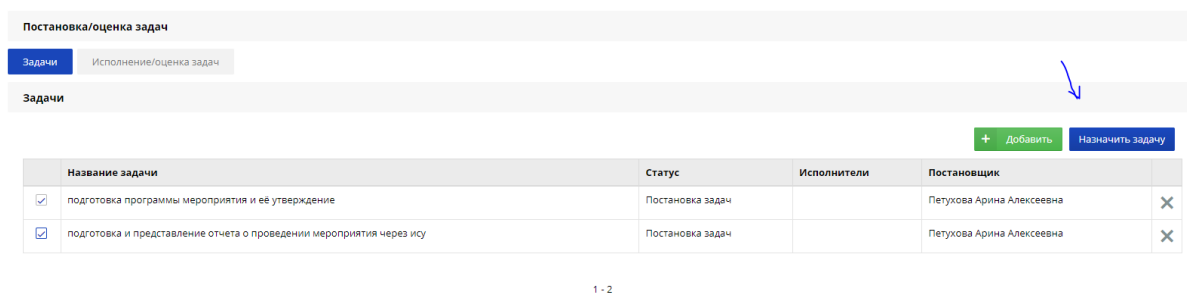 Постановка/оценка задач
Задачи Исполнение/оценка задач
Задачи
+ Добавить Назначить задачу
Название задачи Статус Исполнители Постановщик
подготовка программы мероприятия и её утверждение Постановка задач Петухова Арина Алексеевна
подготовка и представление отчета о проведении мероприятия через ису Постановка задач Петухова Арина Алексеевна
1 - 2